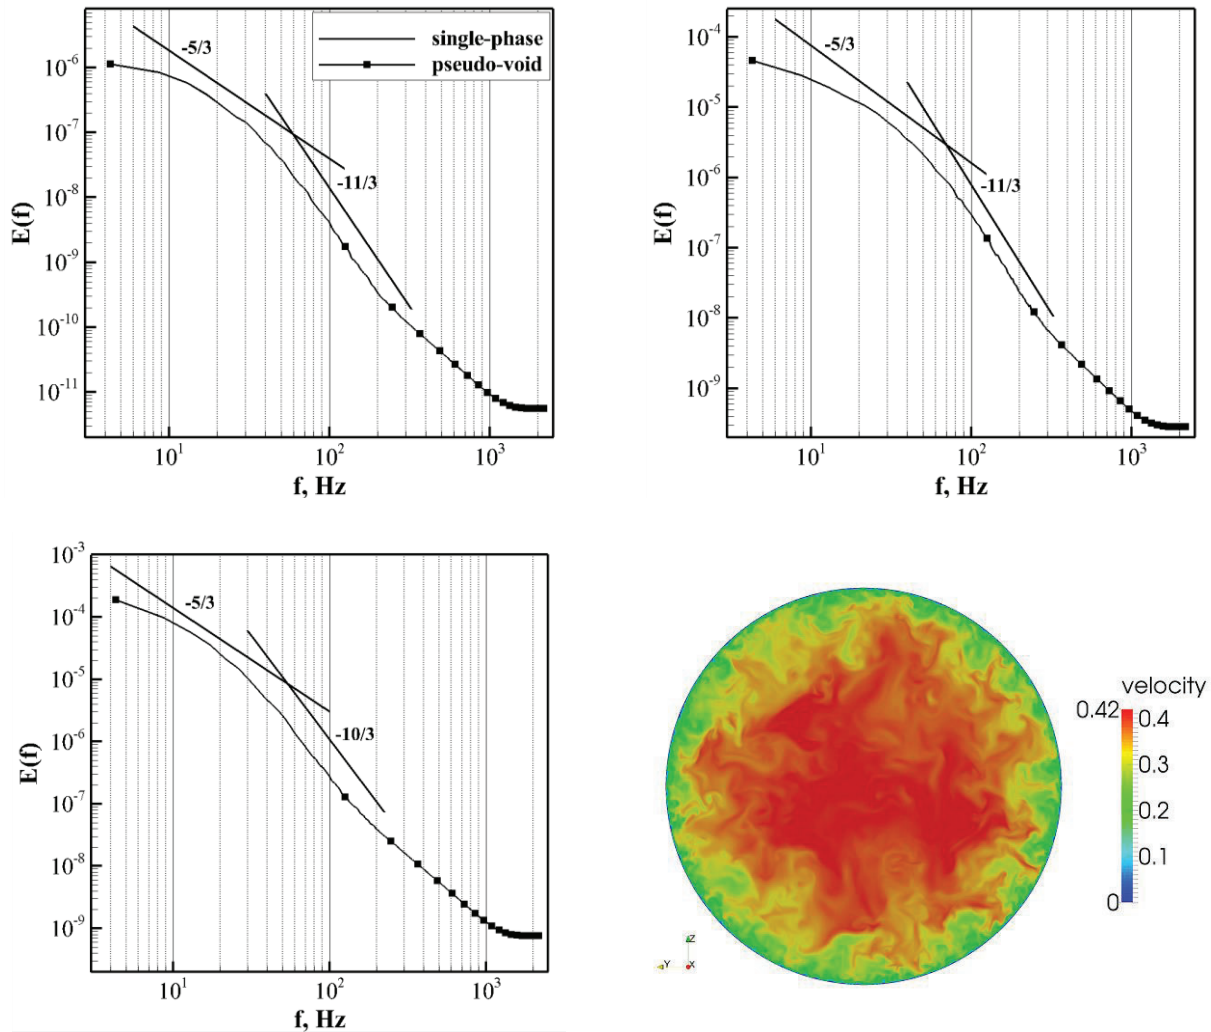 -5/3
single-phase
pseudo-void
10^-6
10^-7
-11/3
10^-8
10^-9
10^-10
10^-11
E(f)
10^1 10^2 10^3
f, Hz
10^-4
-5/3
10^-5
10^-6
-11/3
10^-7
10^-8
10^-9
E(f)
10^1 10^2 10^3
f, Hz
10^-3
-5/3
10^-4
10^-5
-10/3
10^-6
10^-7
10^-8
10^-9
E(f)
10^1 10^2 10^3
f, Hz
velocity
0.42 0.4
0.3
0.2
0.1
0
Z
Y X